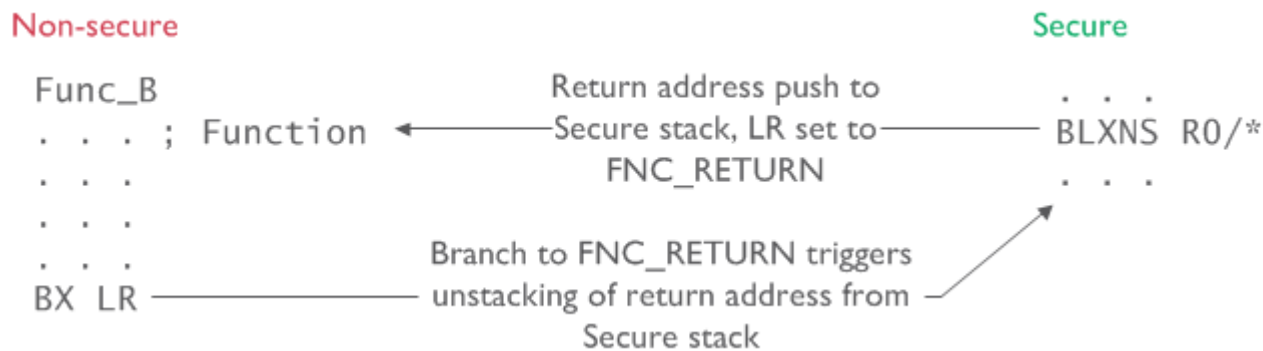 Non-secure
Secure
Func_B
. . . ; Function
. . .
. . .
. . .
BX LR
Return address push to
Secure stack, LR set to
FNC_RETURN
. . .
BLXNS R0/*
. . .
Branch to FNC_RETURN triggers
unstacking of return address from
Secure stack